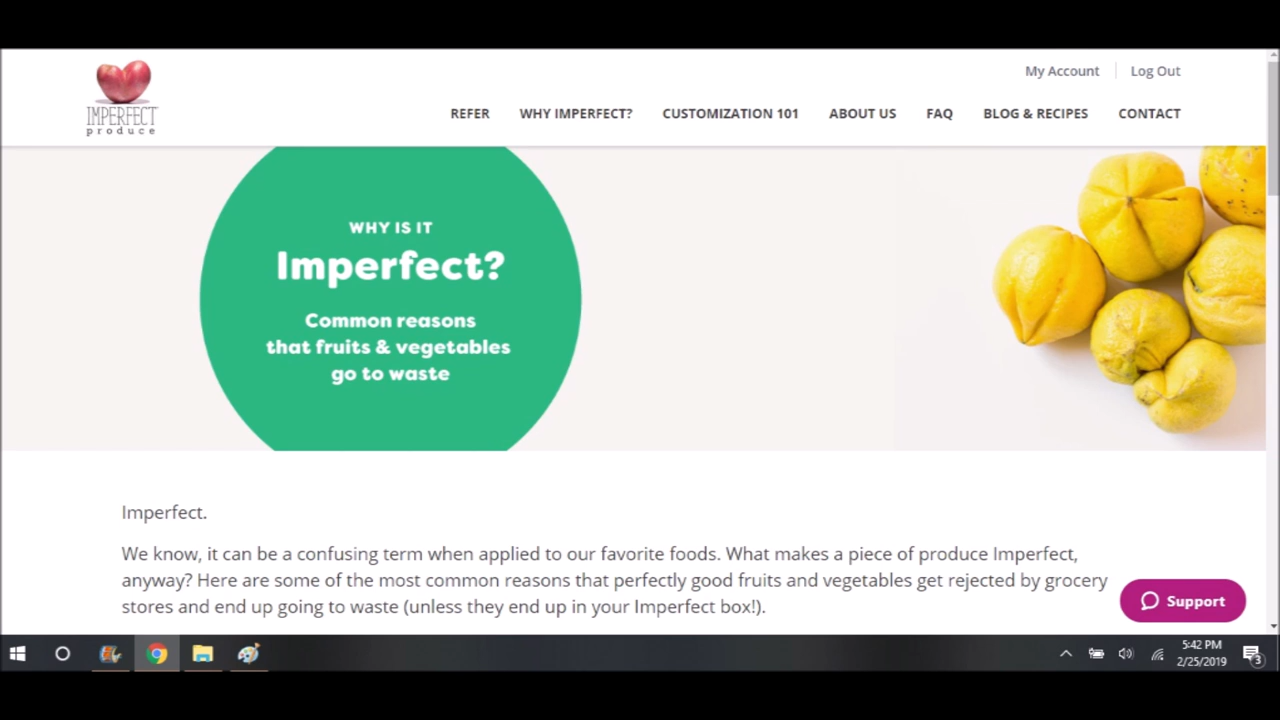 My Account
Log Out
IMPERFECT
produce
REFER
WHY IMPERFECT?
CUSTOMIZATION 101
ABOUT US
FAQ
BLOG & RECIPES
CONTACT
WHY IS IT
Imperfect?
Common reasons
that fruits & vegetables
go to waste
Imperfect.
We know, it can be a confusing term when applied to our favorite foods. What makes a piece of produce Imperfect,
anyway? Here are some of the most common reasons that perfectly good fruits and vegetables get rejected by grocery
stores and end up going to waste (unless they end up in your Imperfect box!).
Support
5:42 PM
2/25/2019
3